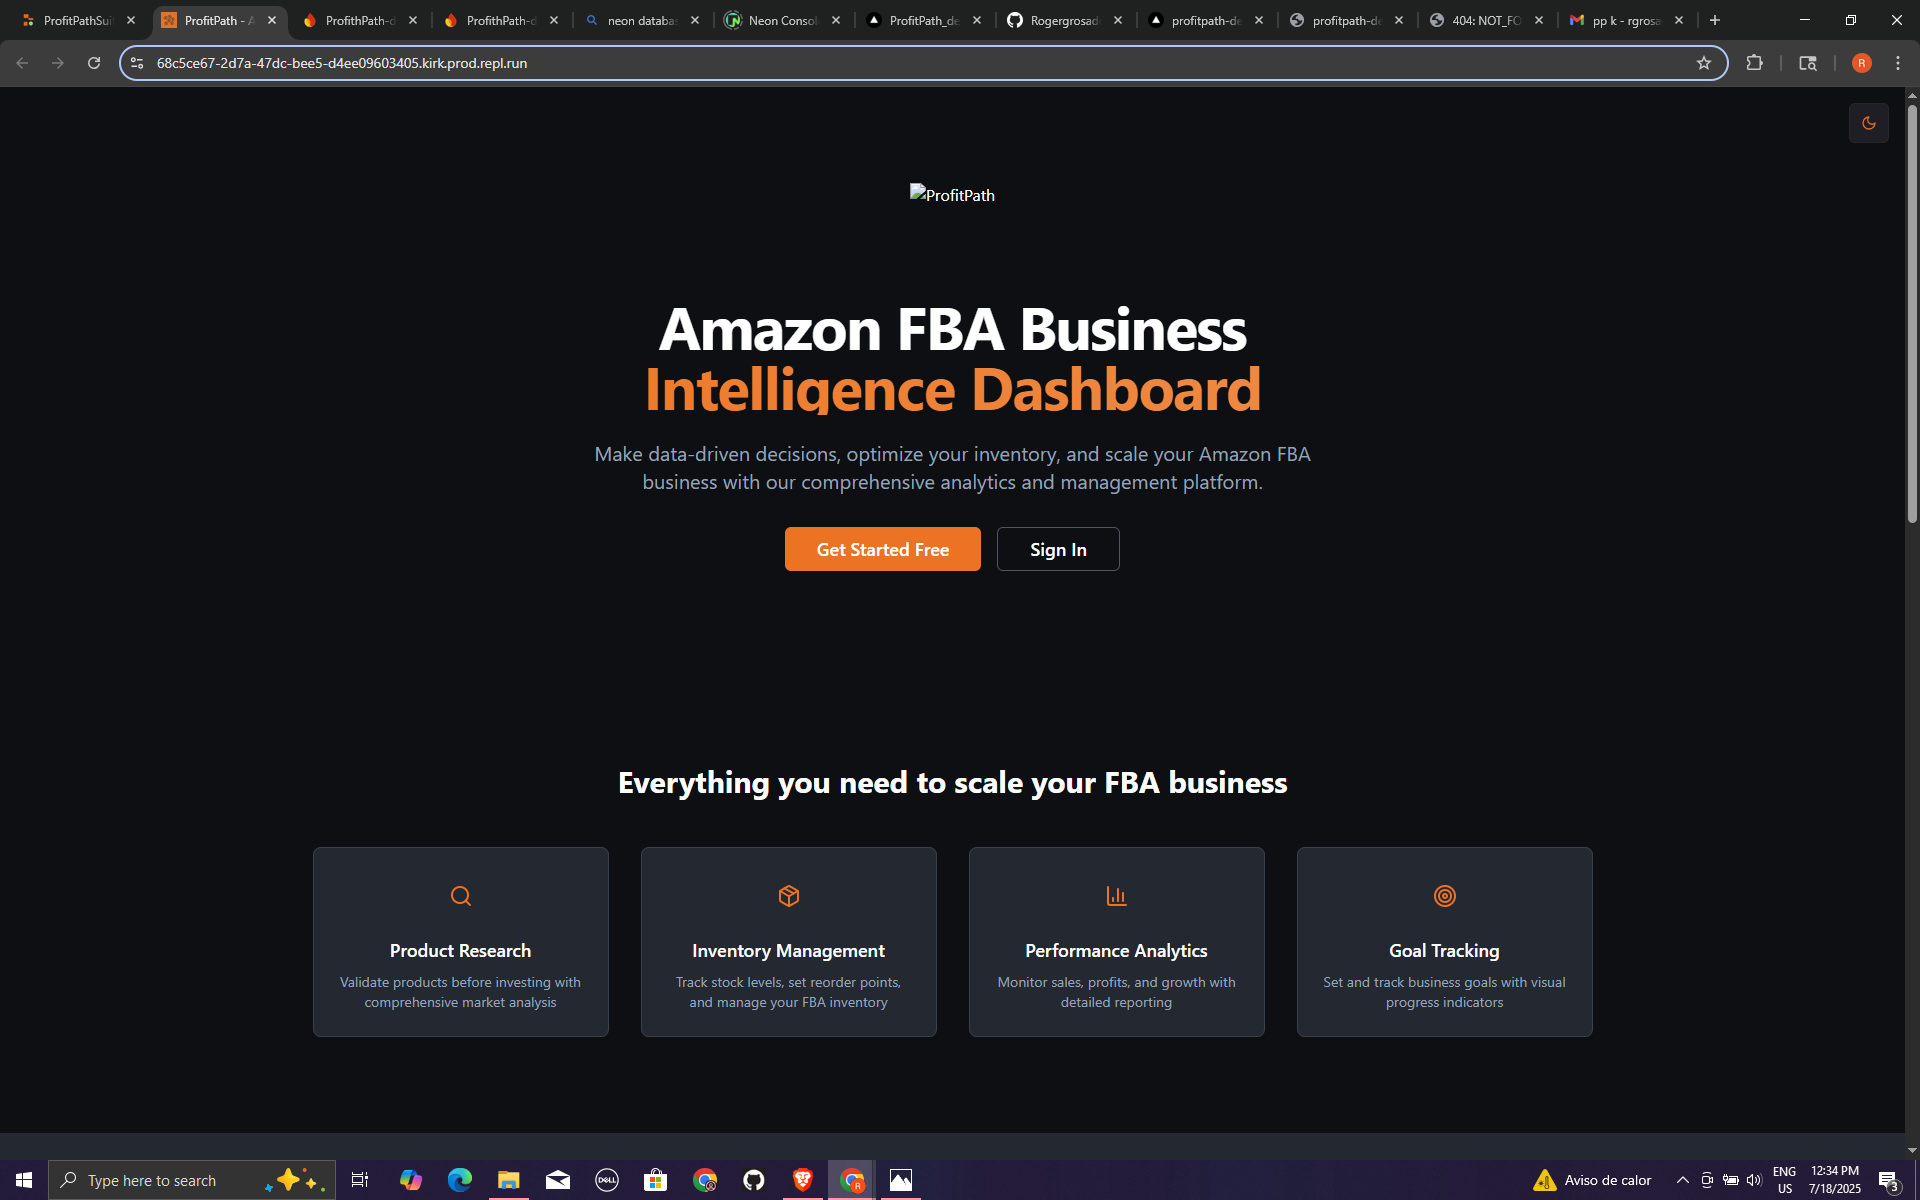 ProfitPathSui
ProfitPath - A
ProfithPath-d
ProfithPath-d
neon databas
Neon Consol
ProfitPath_de
Rogergrosad
profitpath-de
profitpath-de
404: NOT_FO
pp k - rgrosa
68c5ce67-2d7a-47dc-bee5-d4ee09603405.kirk.prod.repl.run
R
ProfitPath
Amazon FBA Business
Intelligence Dashboard
Make data-driven decisions, optimize your inventory, and scale your Amazon FBA
business with our comprehensive analytics and management platform.
Get Started Free
Sign In
Everything you need to scale your FBA business
Product Research
Validate products before investing with
comprehensive market analysis
Inventory Management
Track stock levels, set reorder points,
and manage your FBA inventory
Performance Analytics
Monitor sales, profits, and growth with
detailed reporting
Goal Tracking
Set and track business goals with visual
progress indicators
Type here to search
DELL
R
Aviso de calor
ENG
US
12:34 PM
7/18/2025
3